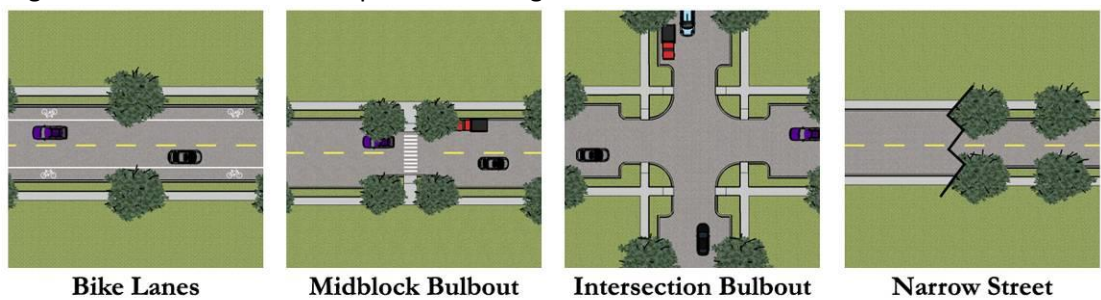 Bike Lanes
Midblock Bulbout
Intersection Bulbout
Narrow Street